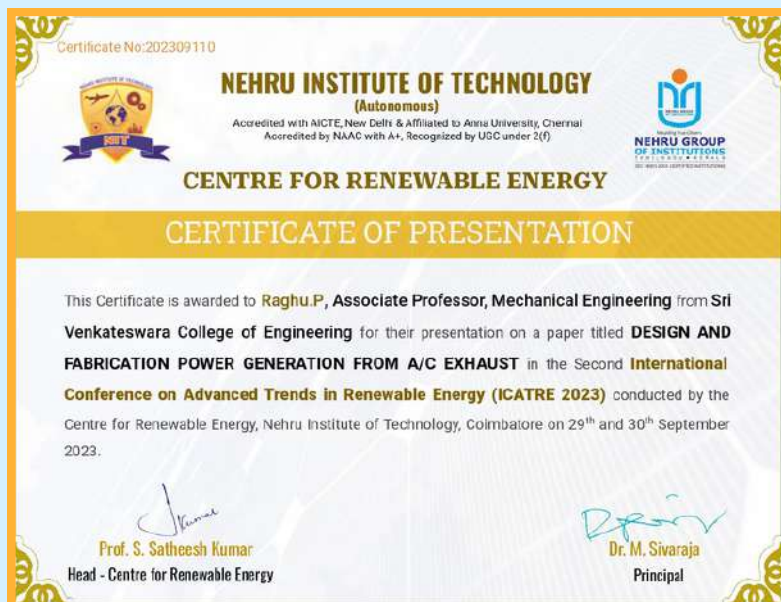 Certificate No:202309110
NEHRU INSTITUTE OF TECHNOLOGY
(Autonomous)
Accredited with AICTE, New Delhi & Affiliated to Anna University, Chennai
Accredited by NAAC with A+, Recognized by UGC under 2(f)
NIT
NEHRU GROUP
OF INSTITUTIONS
TAMILNADU ● KERALA
CENTRE FOR RENEWABLE ENERGY
CERTIFICATE OF PRESENTATION
This Certificate is awarded to Raghu.P, Associate Professor, Mechanical Engineering from Sri
Venkateswara College of Engineering for their presentation on a paper titled DESIGN AND
FABRICATION POWER GENERATION FROM A/C EXHAUST in the Second International
Conference on Advanced Trends in Renewable Energy (ICATRE 2023) conducted by the
Centre for Renewable Energy, Nehru Institute of Technology, Coimbatore on 29th and 30th September
2023.
Prof. S. Satheesh Kumar
Head - Centre for Renewable Energy
Dr. M. Sivaraja
Principal